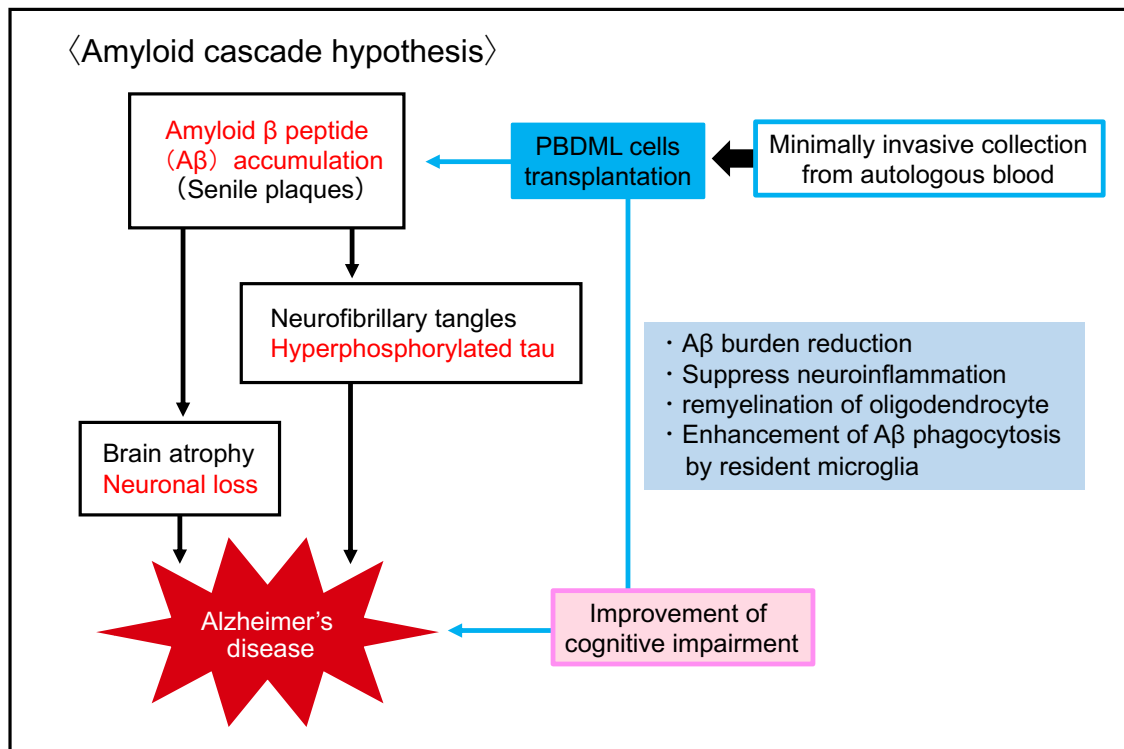 〈Amyloid cascade hypothesis〉
Amyloid β peptide
（Aβ）accumulation
（Senile plaques）
PBDML cells
transplantation
Minimally invasive collection
from autologous blood
Neurofibrillary tangles
Hyperphosphorylated tau
・Aβ burden reduction
・Suppress neuroinflammation
・remyelination of oligodendrocyte
・Enhancement of Aβ phagocytosis
by resident microglia
Brain atrophy
Neuronal loss
Alzheimer’s
disease
Improvement of
cognitive impairment